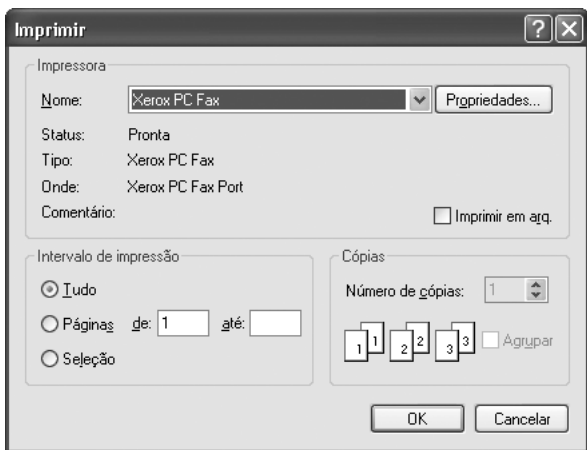 Imprimir
Impressora
Nome: Xerox PC Fax Propriedades...
Status: Pronta
Tipo: Xerox PC Fax
Onde: Xerox PC Fax Port
Comentário: Imprimir em arq.
Intervalo de impressão
Tudo
Páginas de: 1 até:
Seleção
Cópias
Número de cópias: 1
1 1 2 2 3 3 Agrupar
OK Cancelar